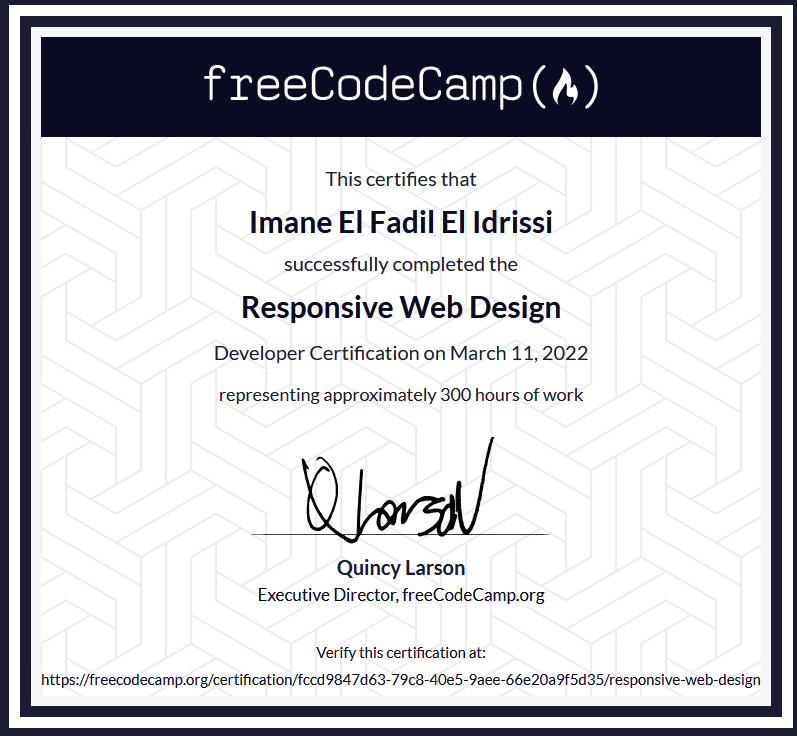 freeCodeCamp
This certifies that
Imane El Fadil El Idrissi
successfully completed the
Responsive Web Design
Developer Certification on March 11, 2022
representing approximately 300 hours of work
Q Larson
Quincy Larson
Executive Director, freeCodeCamp.org
Verify this certification at:
https://freecodecamp.org/certification/fccd9847d63-79c8-40e5-9aee-66e20a9f5d35/responsive-web-design